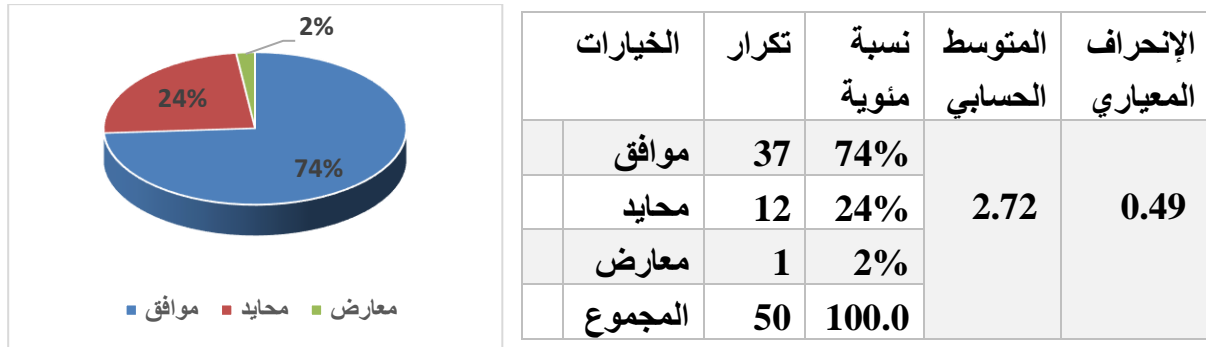 2%
24%
74%
موافق محايد معارض
الخيارات تكرار نسبة المتوسط الإنحراف
مئوية الحسابي المعياري
موافق 37 74%
محايد 12 24% 2.72 0.49
معارض 1 2%
المجموع 50 100.0